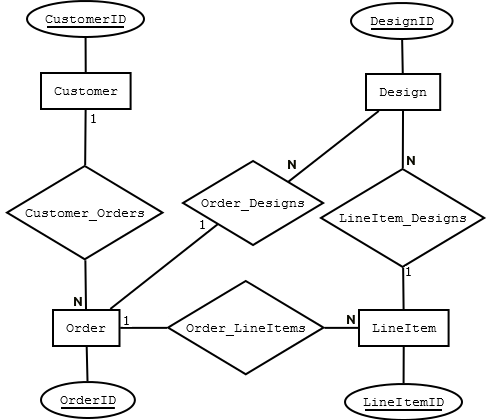 CustomerID
DesignID
Customer
Design
1
N
N
Customer_Orders
Order_Designs
LineItem_Designs
1
1
N
1
N
Order
Order_LineItems
LineItem
OrderID
LineItemID